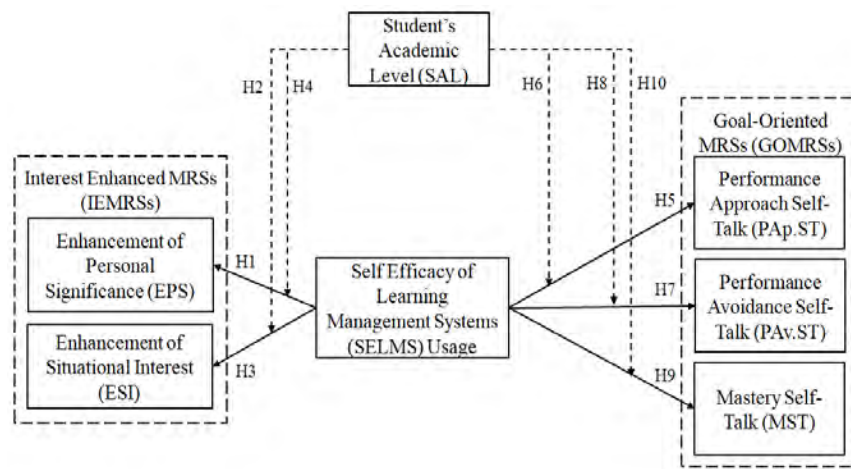 Student's
Academic
Level (SAL)
H2
H4
H6
H8
H10
Goal-Oriented
MRSs (GOMRSs)
Interest Enhanced MRSs
(IEMRSs)
Enhancement of
Personal
Significance (EPS)
Enhancement of
Situational Interest
(ESI)
H1
H3
Self Efficacy of
Learning
Management Systems
(SELMS) Usage
H5
H7
H9
Performance
Approach Self-
Talk (PAp.ST)
Performance
Avoidance Self-
Talk (PAv.ST)
Mastery Self-
Talk (MST)